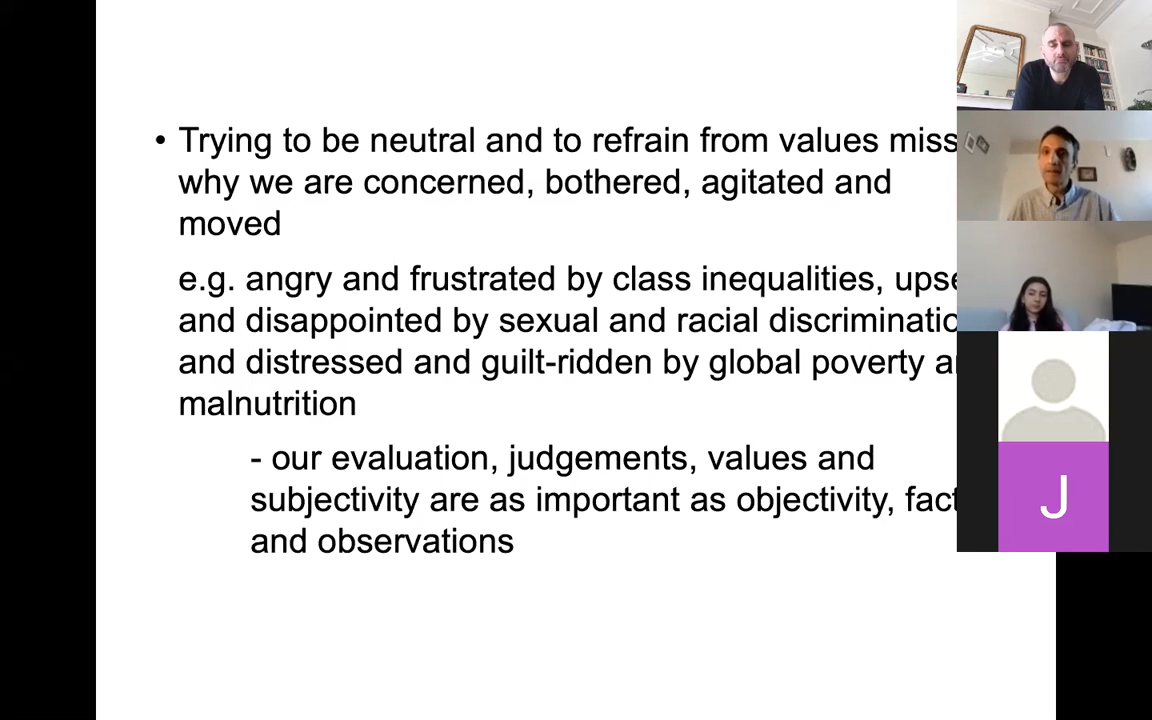 • Trying to be neutral and to refrain from values miss
why we are concerned, bothered, agitated and
moved
e.g. angry and frustrated by class inequalities, upse
and disappointed by sexual and racial discriminatio
and distressed and guilt-ridden by global poverty a
malnutrition
- our evaluation, judgements, values and
subjectivity are as important as objectivity, fact
and observations
J